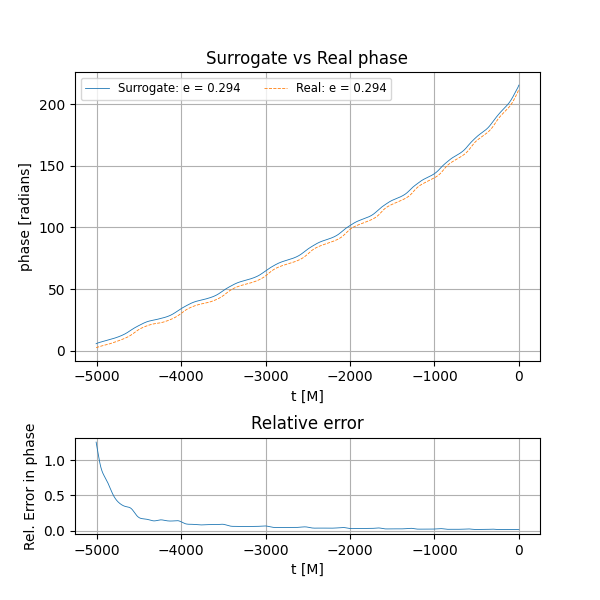 Surrogate vs Real phase
Surrogate: e = 0.294 Real: e = 0.294
phase [radians]
200
150
100
50
0
−5000 −4000 −3000 −2000 −1000 0
t [M]
Relative error
Rel. Error in phase
1.0
0.5
0.0
−5000 −4000 −3000 −2000 −1000 0
t [M]